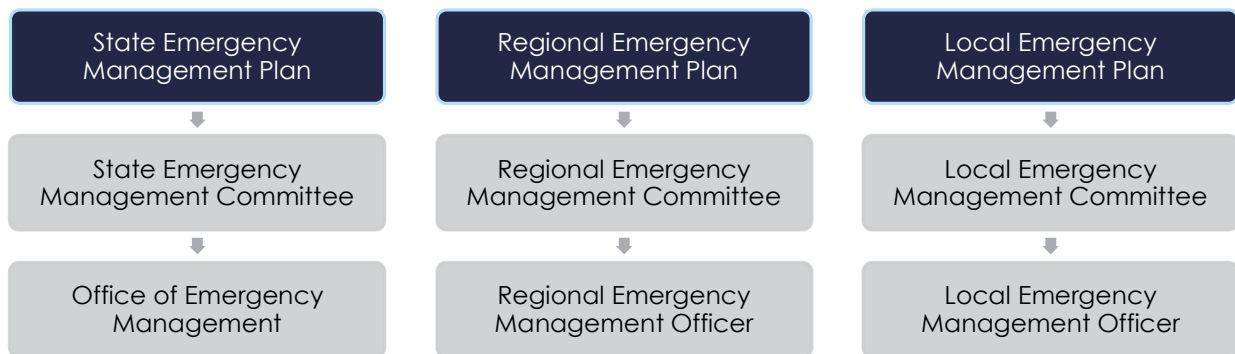 State Emergency
Management Plan
Regional Emergency
Management Plan
Local Emergency
Management Plan
State Emergency
Management Committee
Regional Emergency
Management Committee
Local Emergency
Management Committee
Office of Emergency
Management
Regional Emergency
Management Officer
Local Emergency
Management Officer